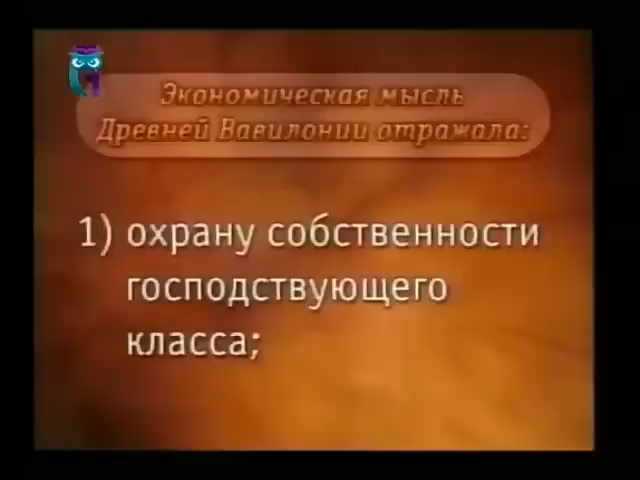 Экономическая мысль
Древней Вавилонии отражала:
1) охрану собственности
господствующего
класса;